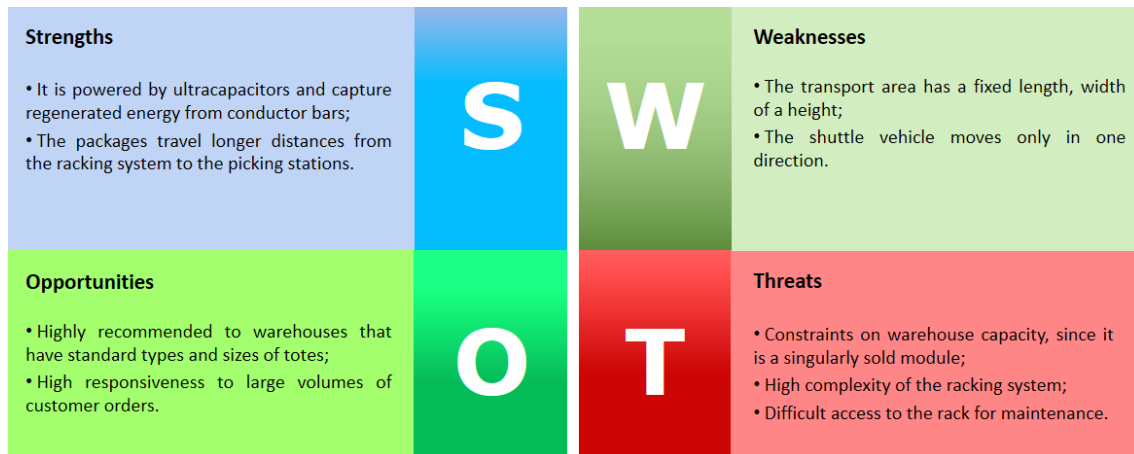 Strengths
• It is powered by ultracapacitors and capture
regenerated energy from conductor bars;
• The packages travel longer distances from
the racking system to the picking stations.
S
W
Weaknesses
• The transport area has a fixed length, width
of a height;
• The shuttle vehicle moves only in one
direction.
Opportunities
• Highly recommended to warehouses that
have standard types and sizes of totes;
• High responsiveness to large volumes of
customer orders.
O
T
Threats
• Constraints on warehouse capacity, since it
is a singularly sold module;
• High complexity of the racking system;
• Difficult access to the rack for maintenance.